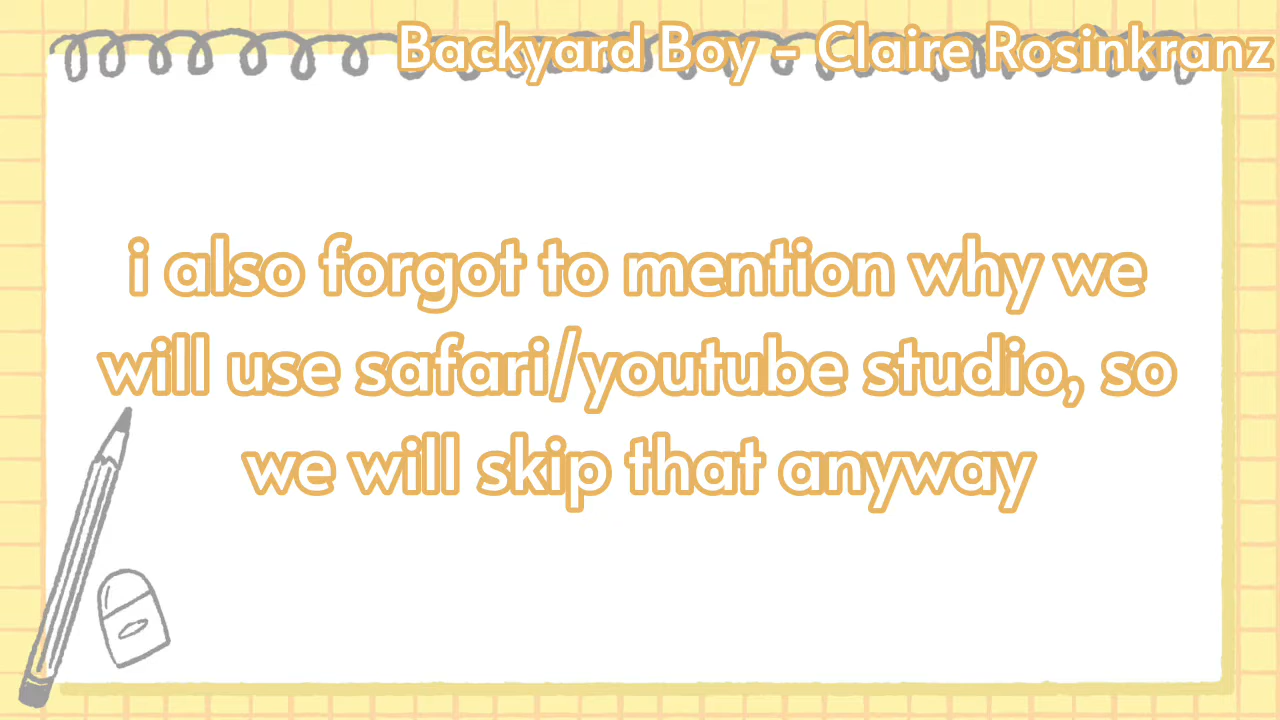 Backyard Boy - Claire Rosinkranz
i also forgot to mention why we
will use safari/youtube studio, so
we will skip that anyway